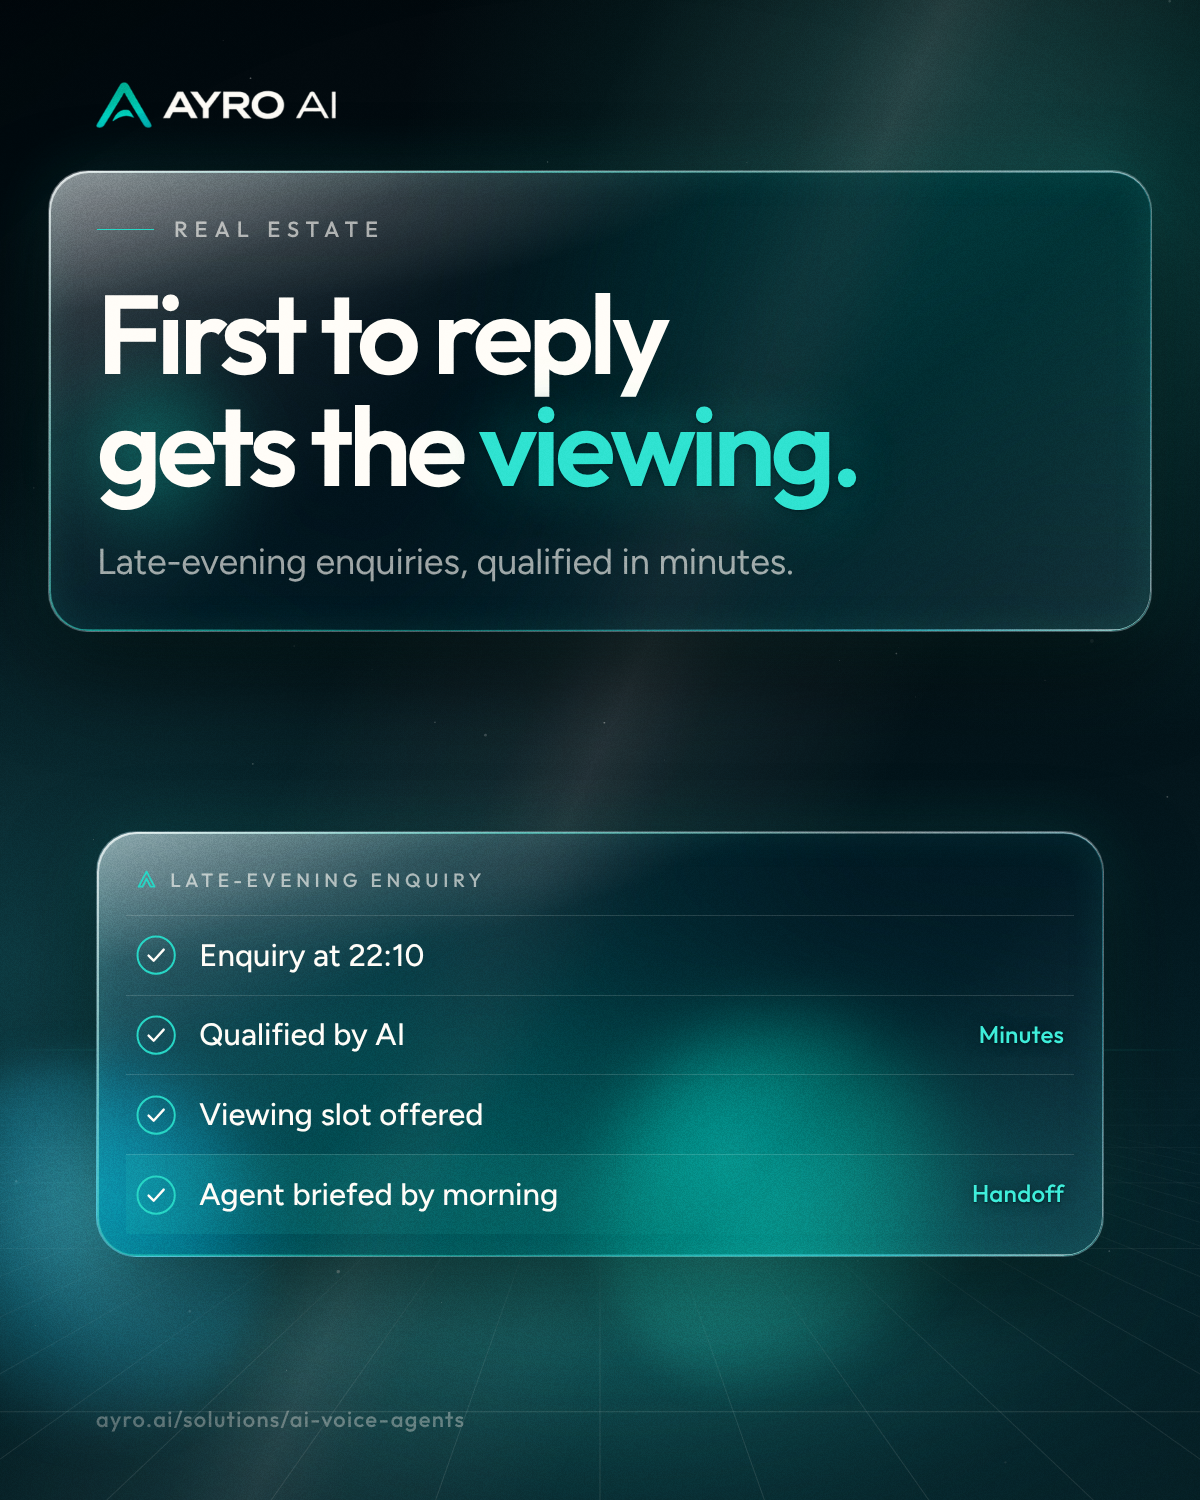 AYRO AI
REAL ESTATE
First to reply
gets the viewing.
Late-evening enquiries, qualified in minutes.
LATE-EVENING ENQUIRY
Enquiry at 22:10
Qualified by AI Minutes
Viewing slot offered
Agent briefed by morning Handoff
ayro.ai/solutions/ai-voice-agents